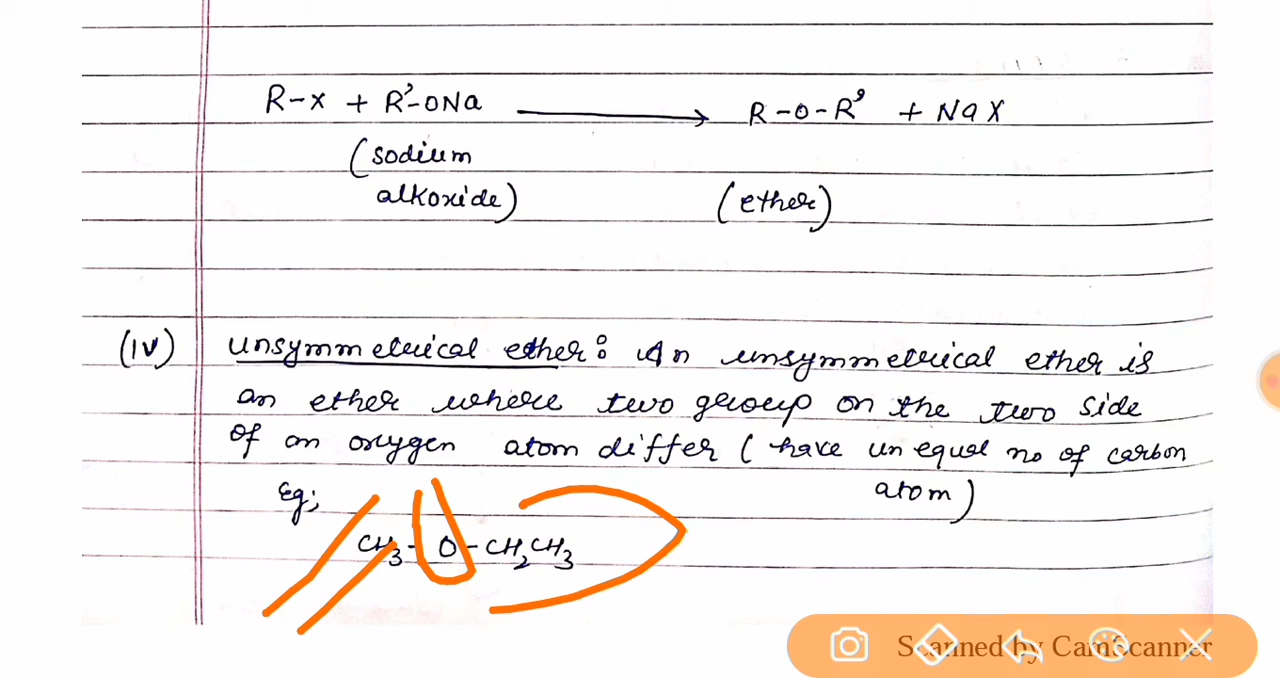 R-X + R'-ONa ⟶ R-O-R' + NaX
(sodium
alkoxide) (ether)
(iv) unsymmetrical ether: An unsymmetrical ether is
an ether where two group on the two side
of an oxygen atom differ (have unequal no of carbon
atom)
Eg;
CH3-O-CH2CH3
Scanned by CamScanner